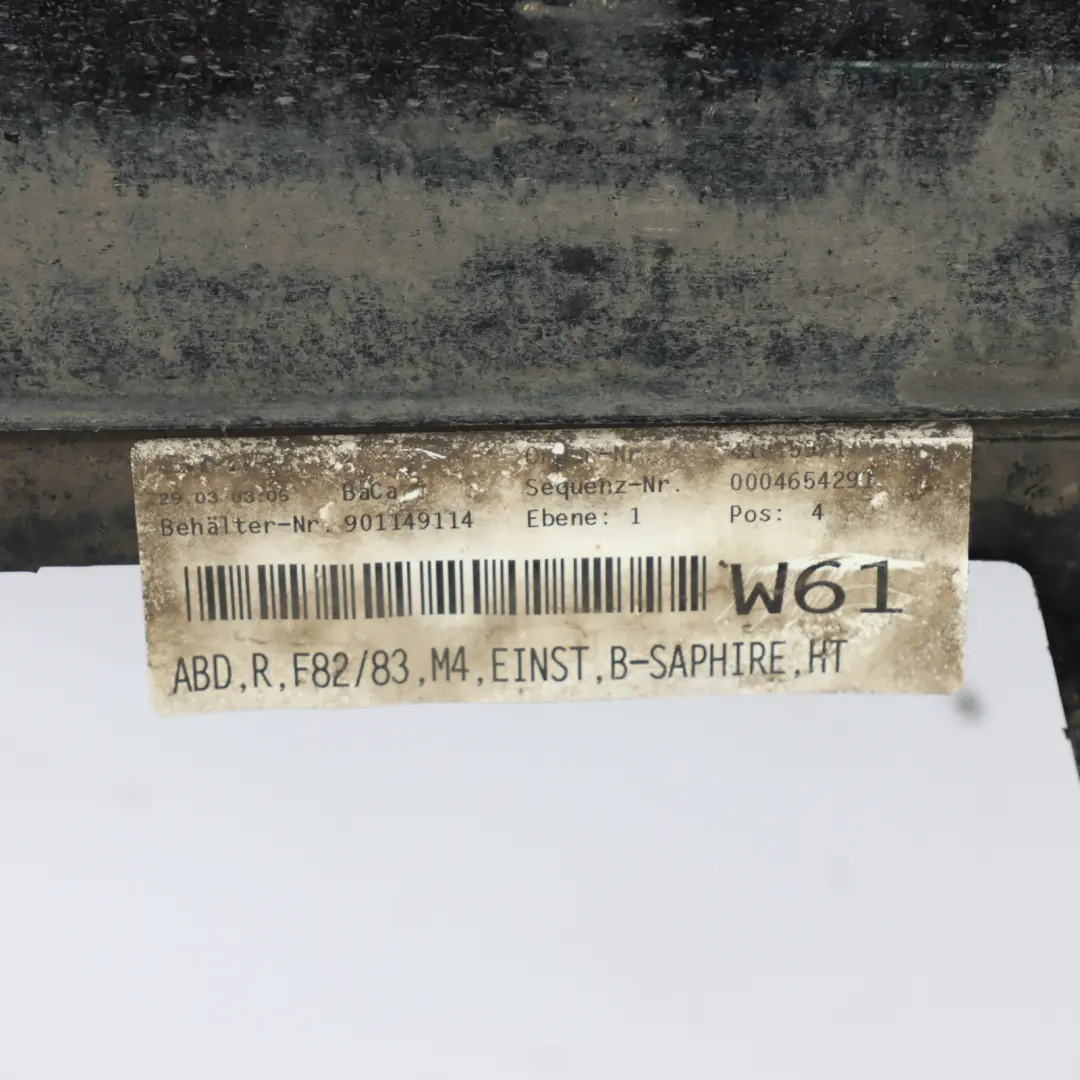 29.03 03:05 BaCa Sequenz-Nr. 0004654291
Behälter-Nr. 901149114 Ebene: 1 Pos: 4
W61
ABD,R,F82/83,M4,EINST,B-SAPHIRE,HT